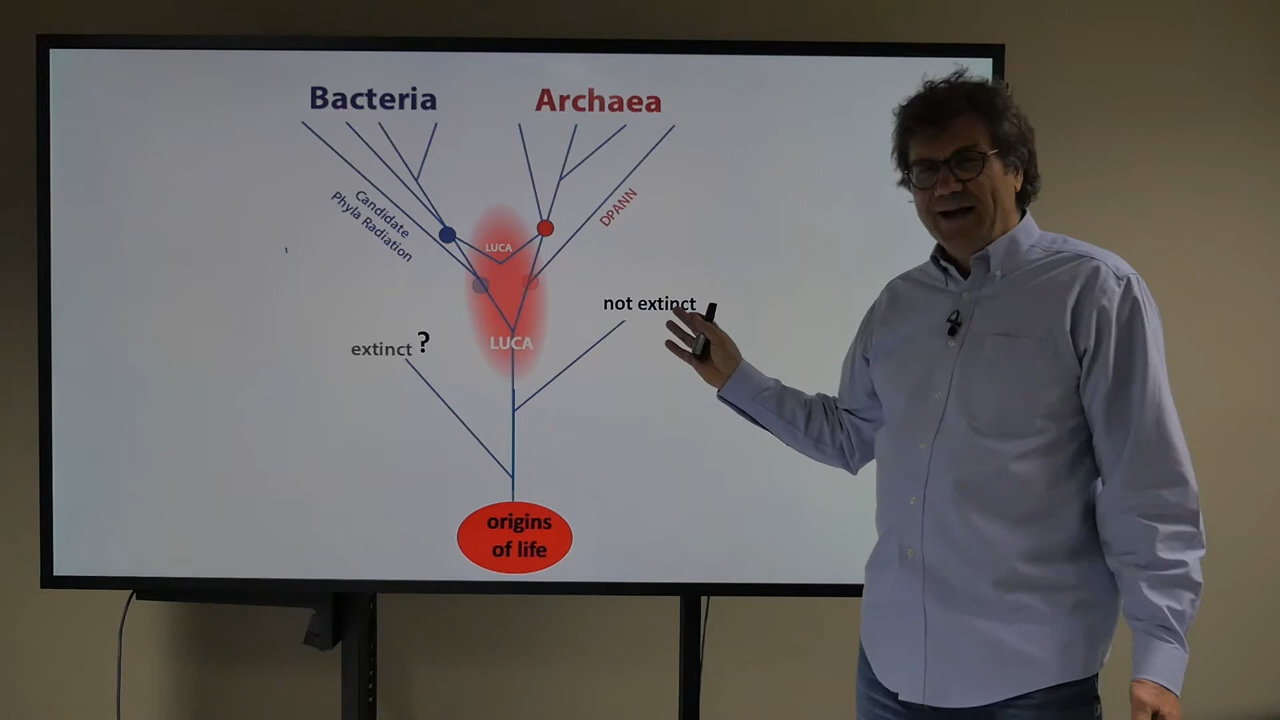 Bacteria
Archaea
Candidate
Phyla Radiation
DPANN
LUCA
not extinct
extinct ?
LUCA
origins
of life